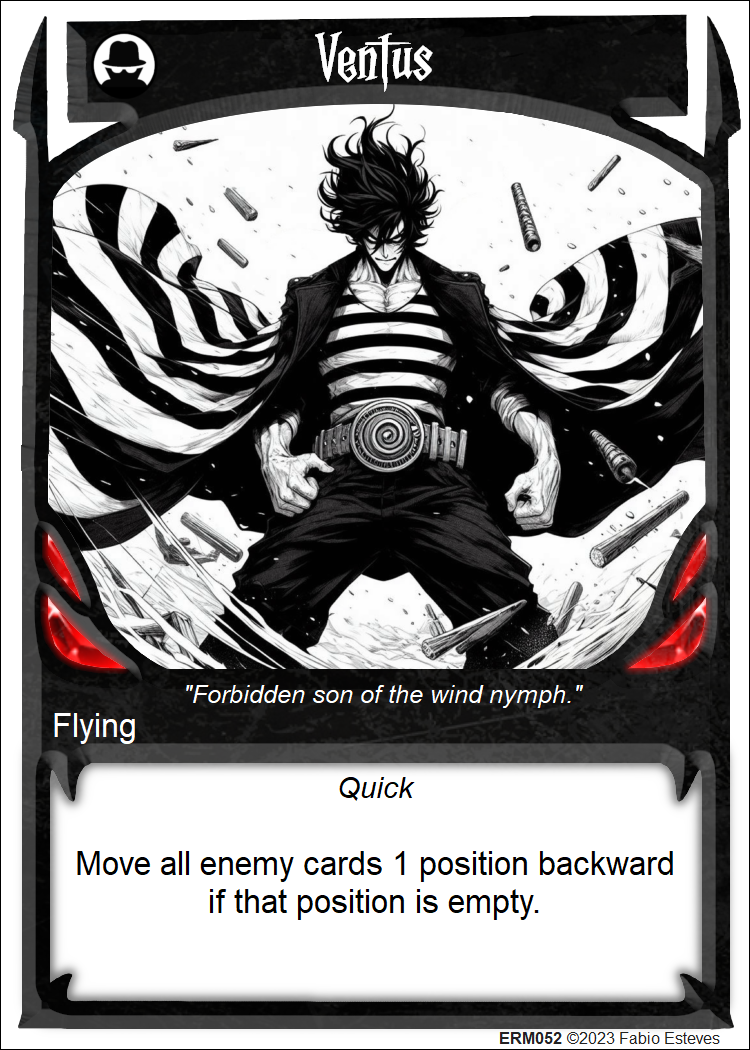 Ventus
"Forbidden son of the wind nymph."
Flying
Quick
Move all enemy cards 1 position backward
if that position is empty.
ERM052 ©2023 Fabio Esteves